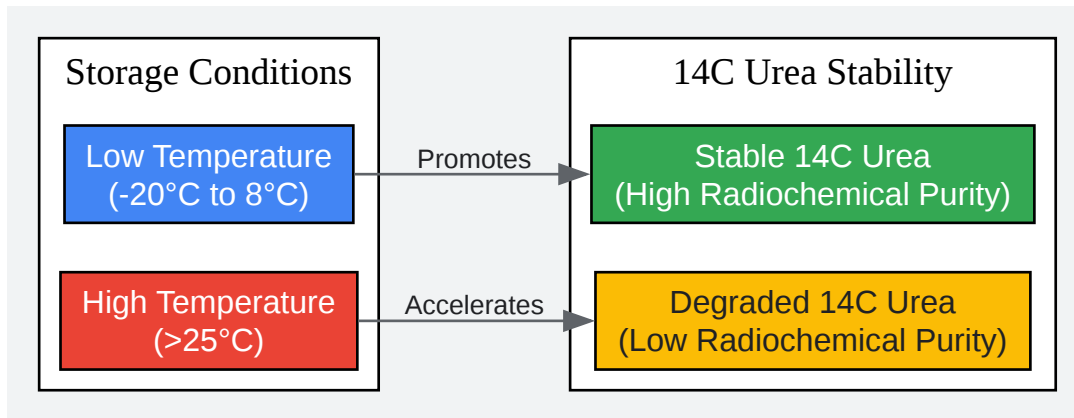 Storage Conditions
Low Temperature
(-20°C to 8°C)
High Temperature
(>25°C)
Promotes
Accelerates
14C Urea Stability
Stable 14C Urea
(High Radiochemical Purity)
Degraded 14C Urea
(Low Radiochemical Purity)